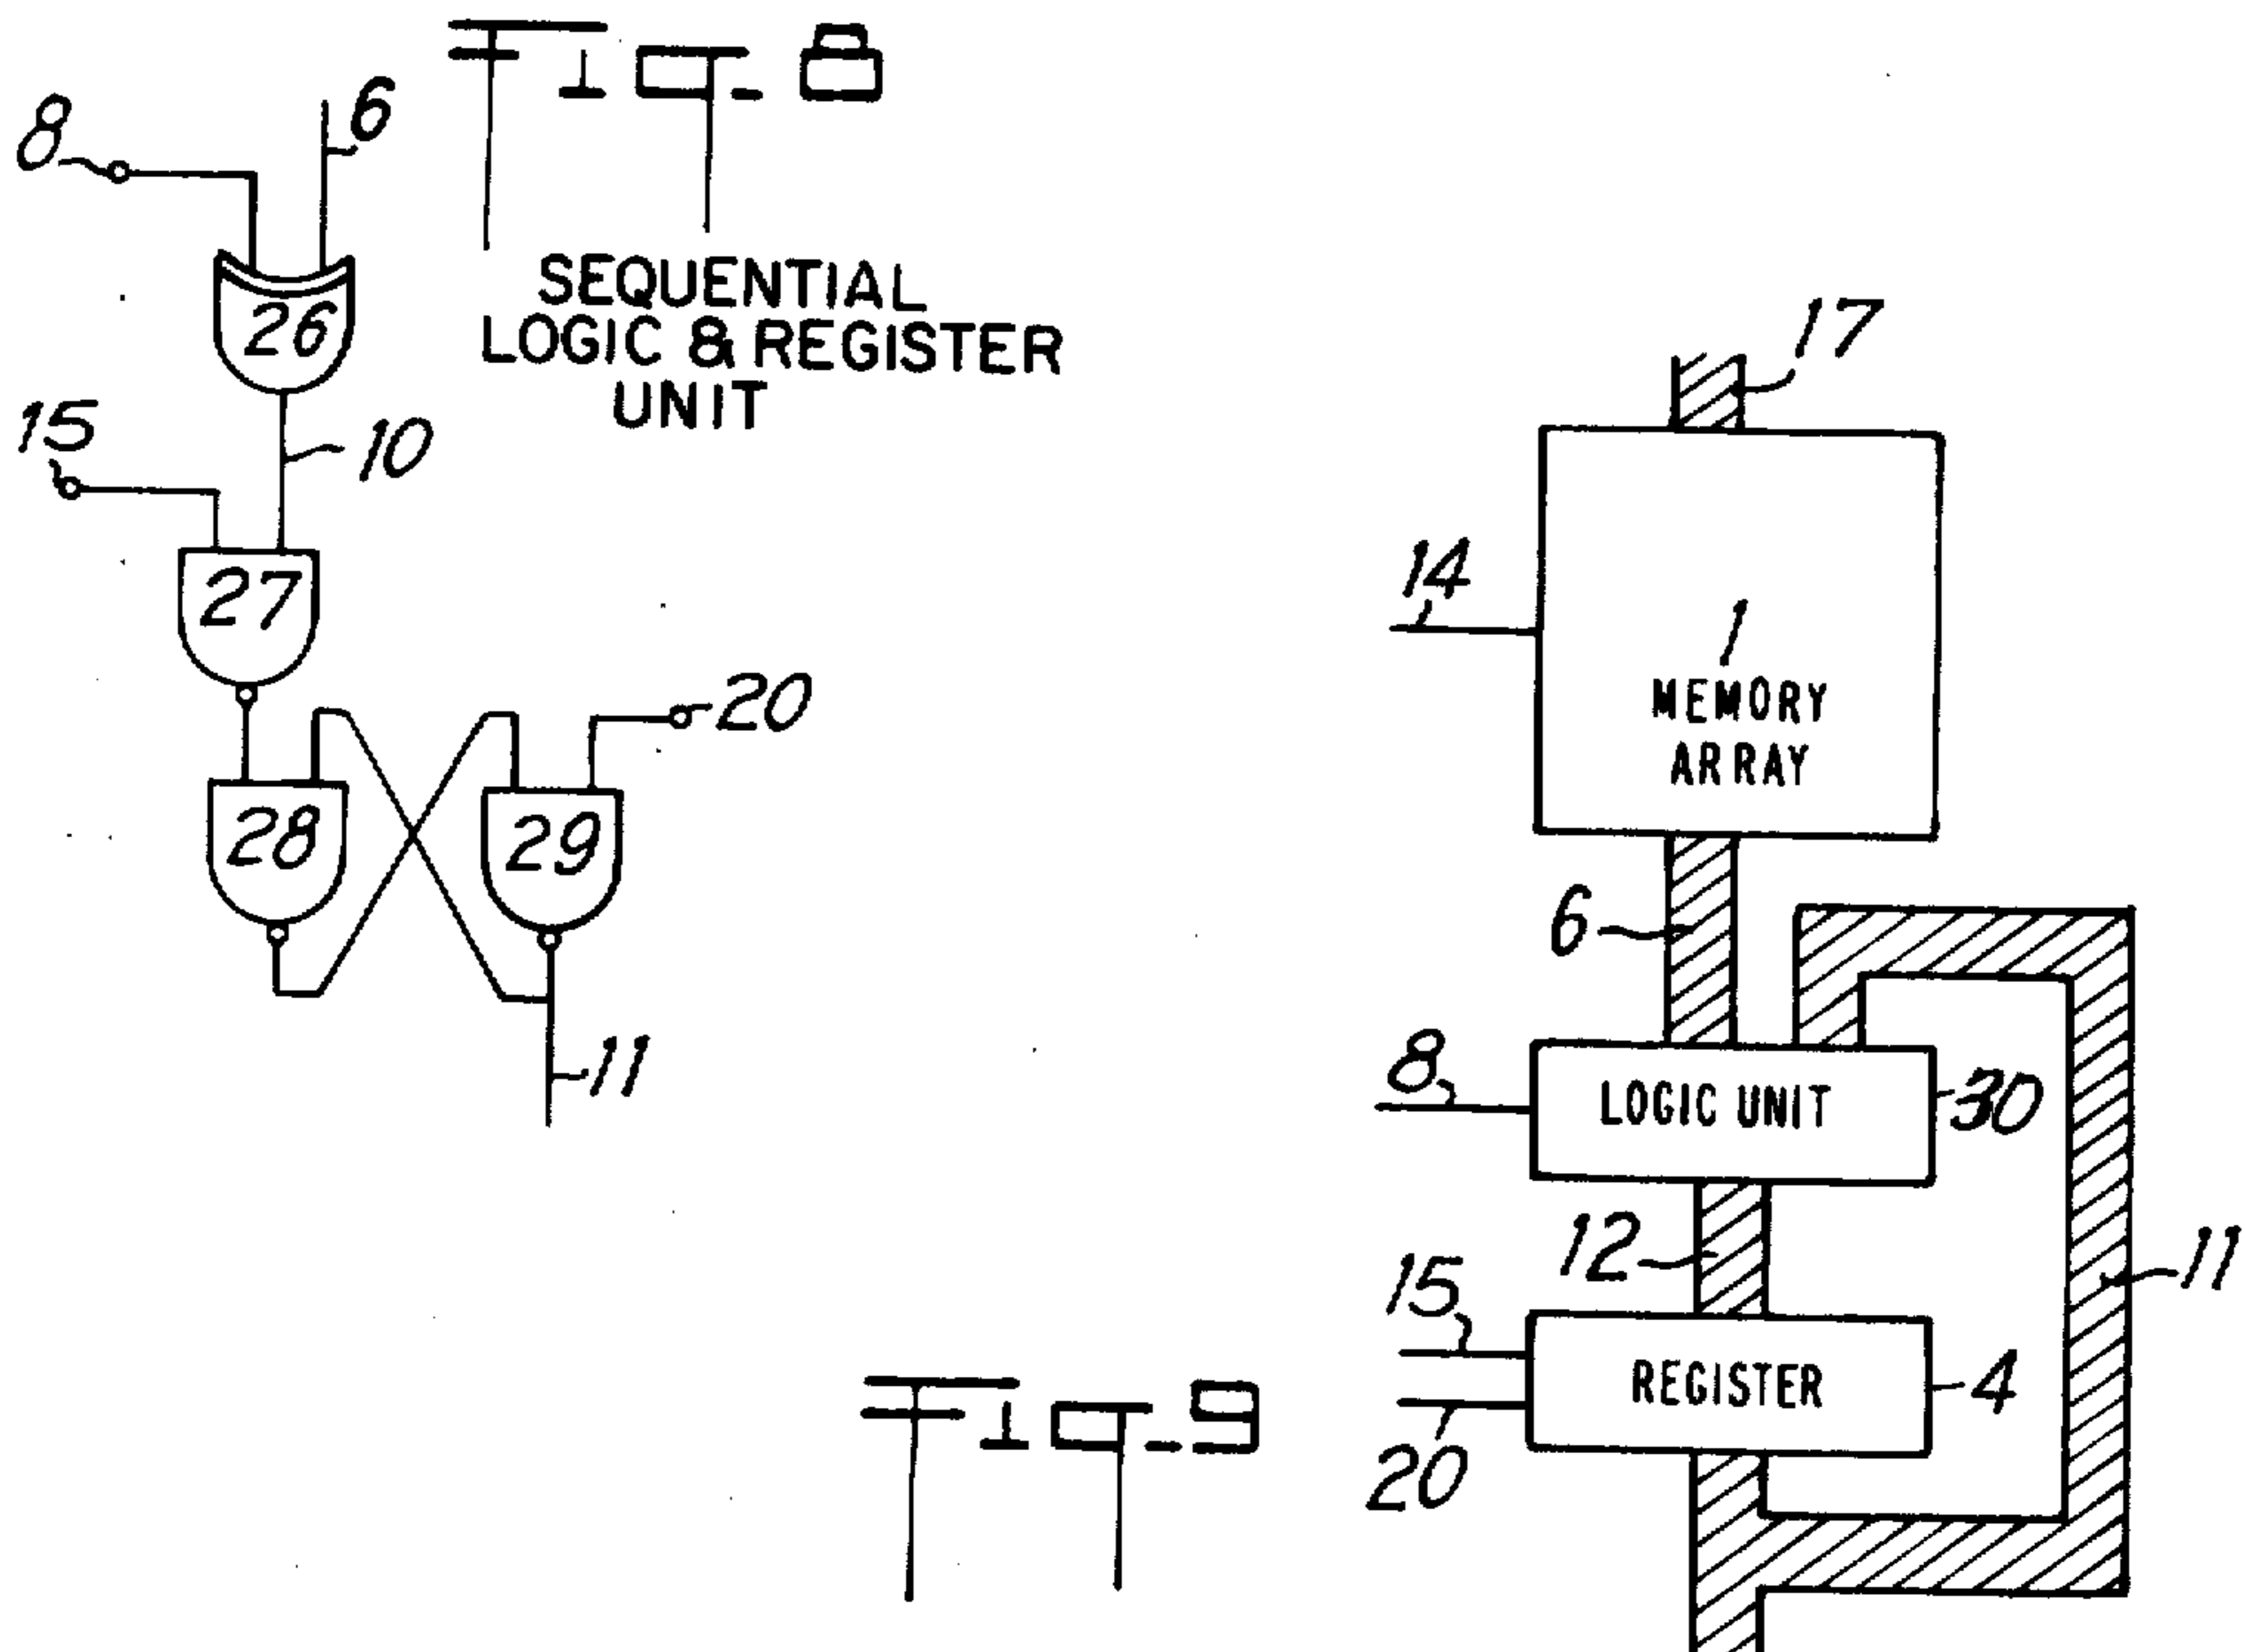 Fig. 8
8
6
SEQUENTIAL
LOGIC & REGISTER
UNIT
26
15
10
27
20
28
29
11
17
14
1
MEMORY
ARRAY
6
8
LOGIC UNIT
30
12
11
15
REGISTER
4
20
Fig. 9